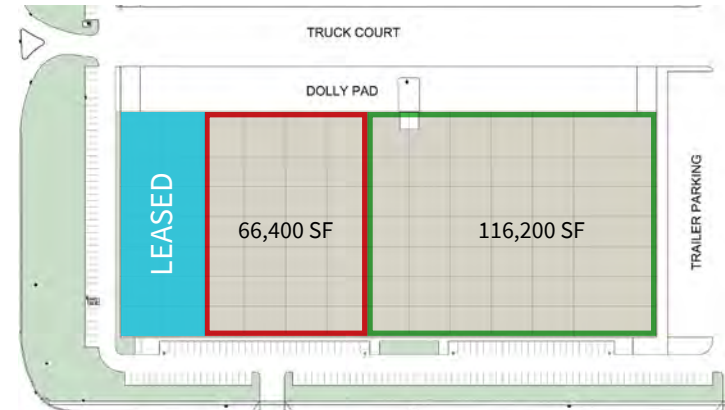 TRUCK COURT
DOLLY PAD
LEASED
66,400 SF
116,200 SF
TRAILER PARKING